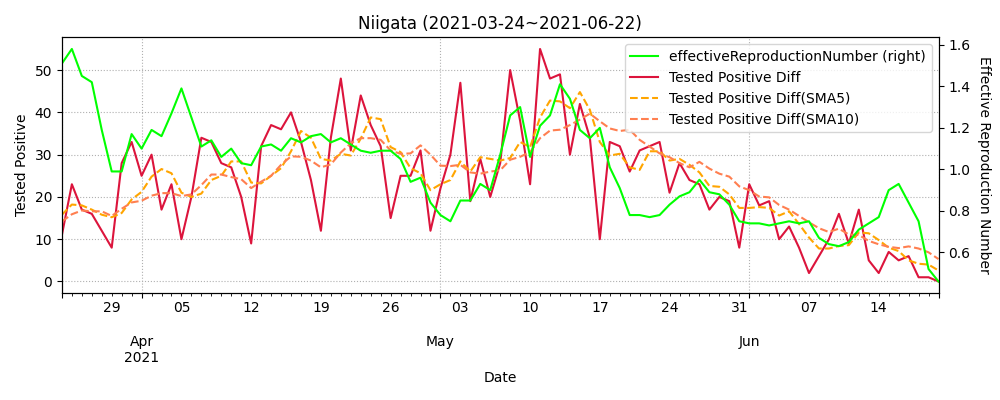 Niigata (2021-03-24~2021-06-22)
effectiveReproductionNumber (right)
Tested Positive Diff
Tested Positive Diff(SMA5)
Tested Positive Diff(SMA10)
Tested Positive
50
40
30
20
10
0
1.6
1.4
1.2
1.0
0.8
0.6
Effective Reproduction Number
29 05 12 19 26 03 10 17 24 31 07 14
Apr May Jun
2021
Date